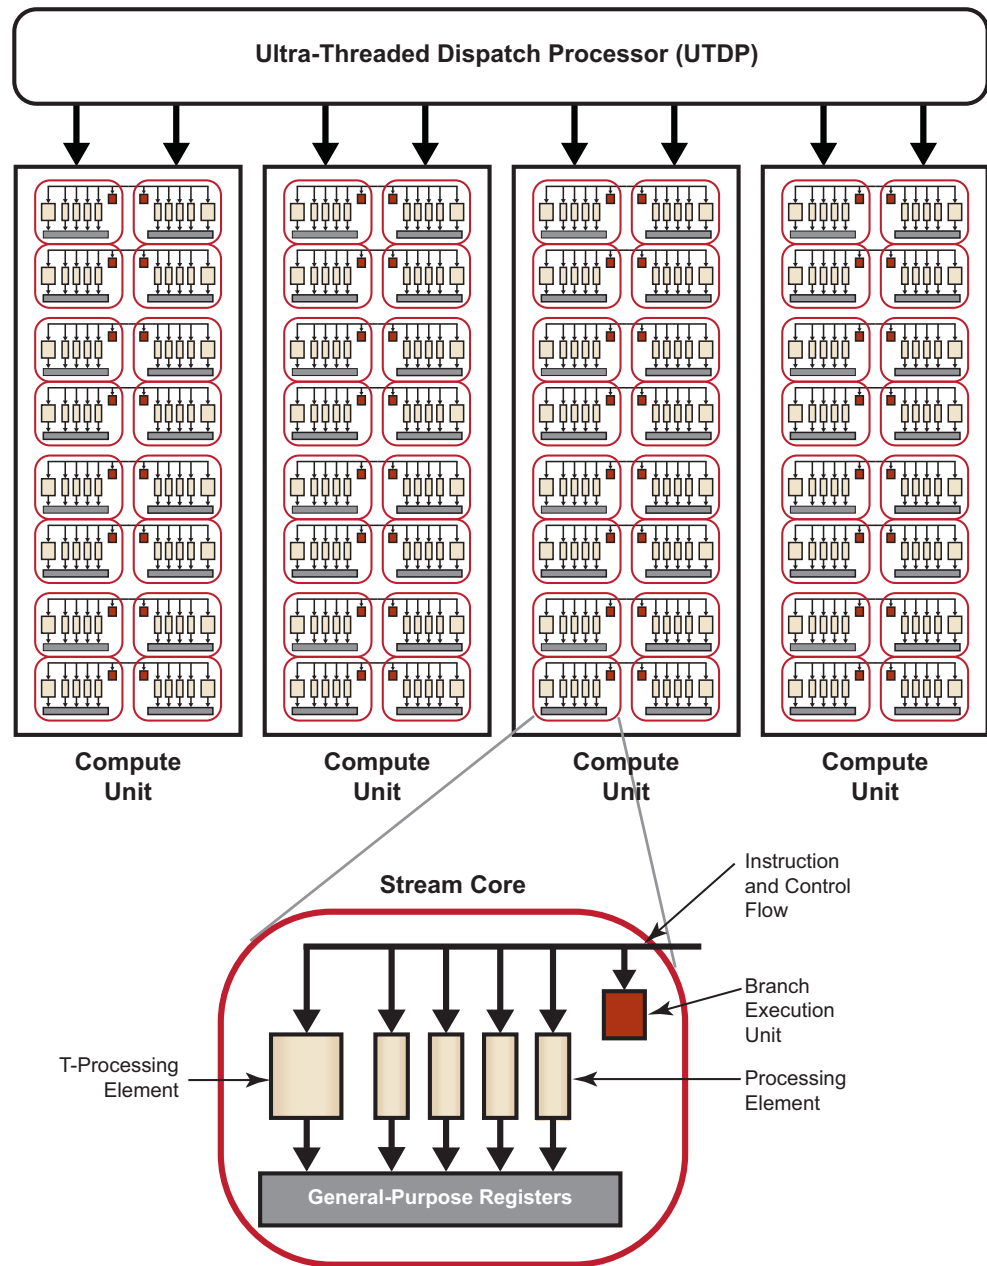 Ultra-Threaded Dispatch Processor (UTDP)
Compute
Unit
Compute
Unit
Compute
Unit
Compute
Unit
Stream Core
Instruction
and Control
Flow
Branch
Execution
Unit
T-Processing
Element
Processing
Element
General-Purpose Registers